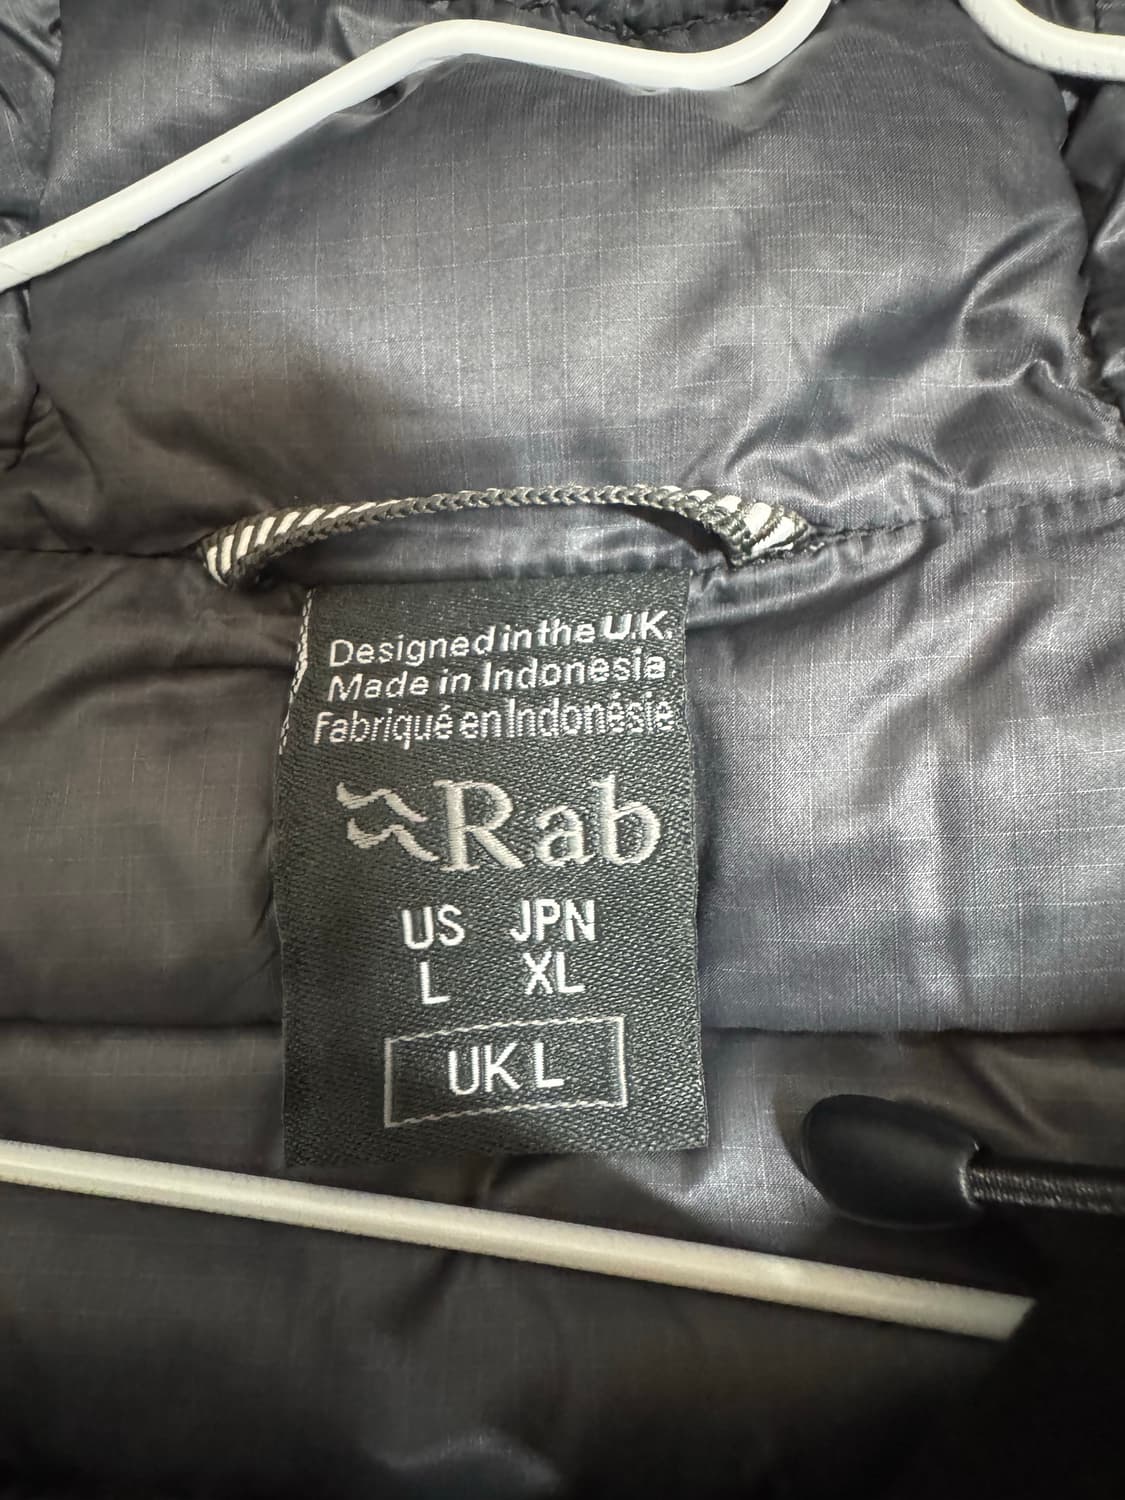 Designed in the U.K.
Made in Indonesia
Fabriqué en Indonésie
Rab
US JPN
L XL
UK L